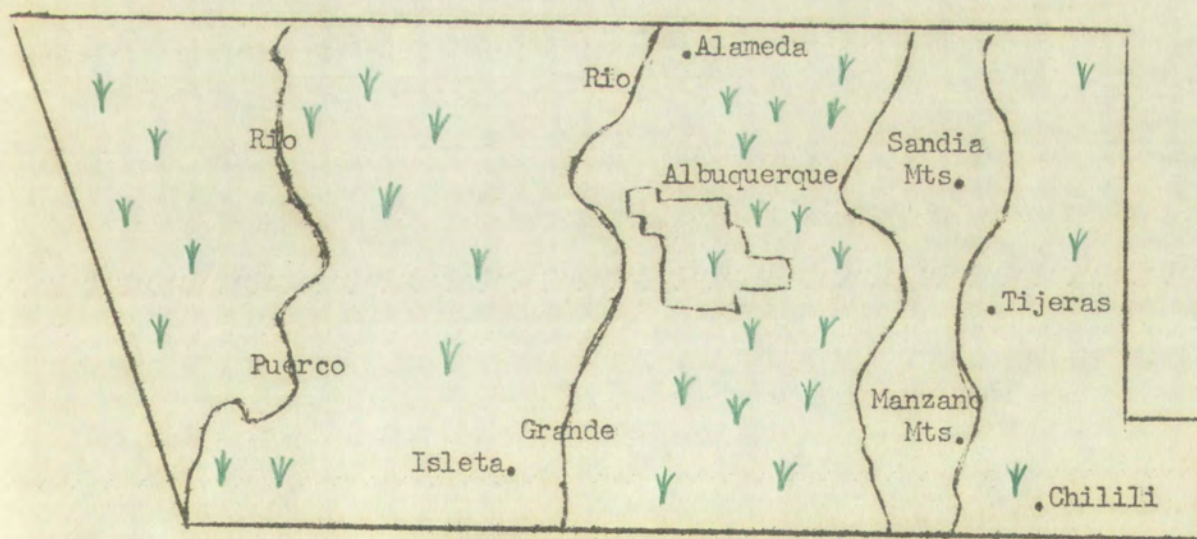 Alameda
Rio
Rio
Sandia
Mts.
Albuquerque
Tijeras
Puerco
Manzano
Mts.
Grande
Isleta
Chilili